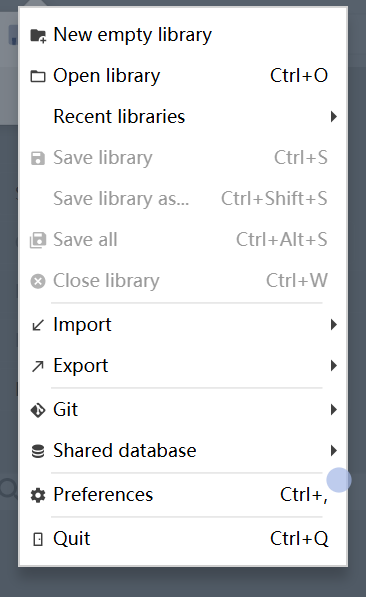 New empty library
Open library Ctrl+O
Recent libraries
Save library Ctrl+S
Save library as... Ctrl+Shift+S
Save all Ctrl+Alt+S
Close library Ctrl+W
Import
Export
Git
Shared database
Preferences Ctrl+,
Quit Ctrl+Q